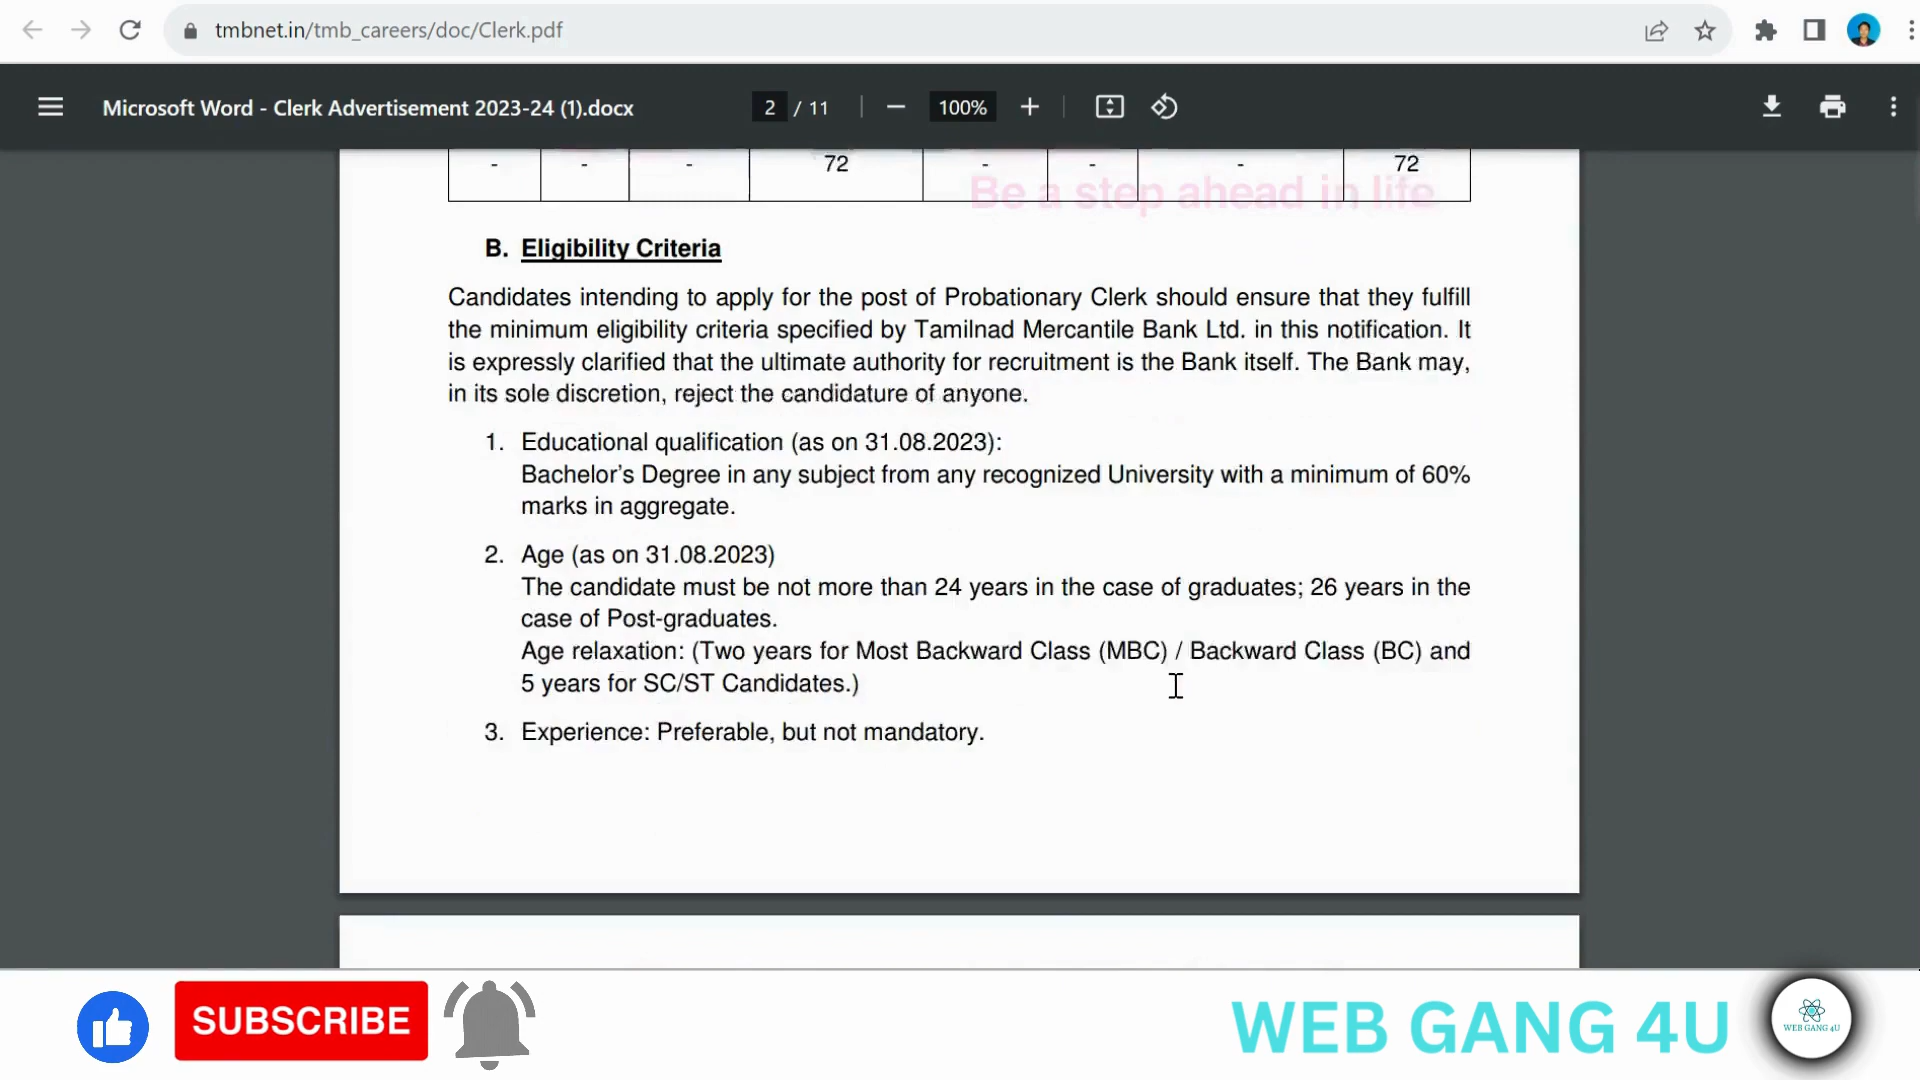 tmbnet.in/tmb_careers/doc/Clerk.pdf
Microsoft Word - Clerk Advertisement 2023-24 (1).docx
2 / 11
100%
- - - 72 - - - 72
Be a step ahead in life
B. Eligibility Criteria
Candidates intending to apply for the post of Probationary Clerk should ensure that they fulfill
the minimum eligibility criteria specified by Tamilnad Mercantile Bank Ltd. in this notification. It
is expressly clarified that the ultimate authority for recruitment is the Bank itself. The Bank may,
in its sole discretion, reject the candidature of anyone.
1. Educational qualification (as on 31.08.2023):
Bachelor’s Degree in any subject from any recognized University with a minimum of 60%
marks in aggregate.
2. Age (as on 31.08.2023)
The candidate must be not more than 24 years in the case of graduates; 26 years in the
case of Post-graduates.
Age relaxation: (Two years for Most Backward Class (MBC) / Backward Class (BC) and
5 years for SC/ST Candidates.)
3. Experience: Preferable, but not mandatory.
SUBSCRIBE
WEB GANG 4U
WEB GANG 4U